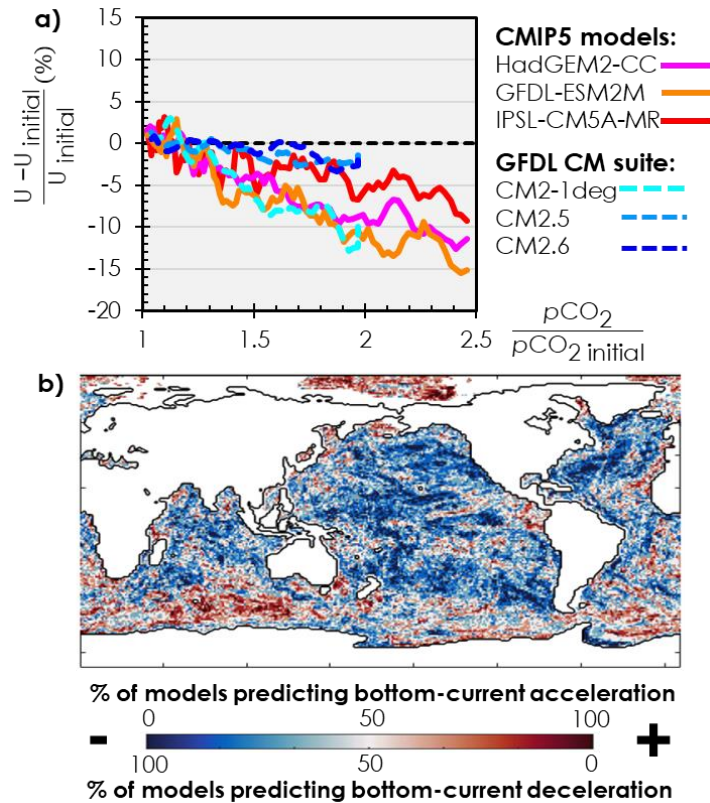 a)
15
10
5
0
-5
-10
-15
-20
U – U initial (%)
U initial
1
1.5
2
2.5
pCO2
pCO2 initial
CMIP5 models:
HadGEM2-CC
GFDL-ESM2M
IPSL-CM5A-MR
GFDL CM suite:
CM2-1deg
CM2.5
CM2.6
b)
% of models predicting bottom-current acceleration
0 50 100
- +
100 50 0
% of models predicting bottom-current deceleration